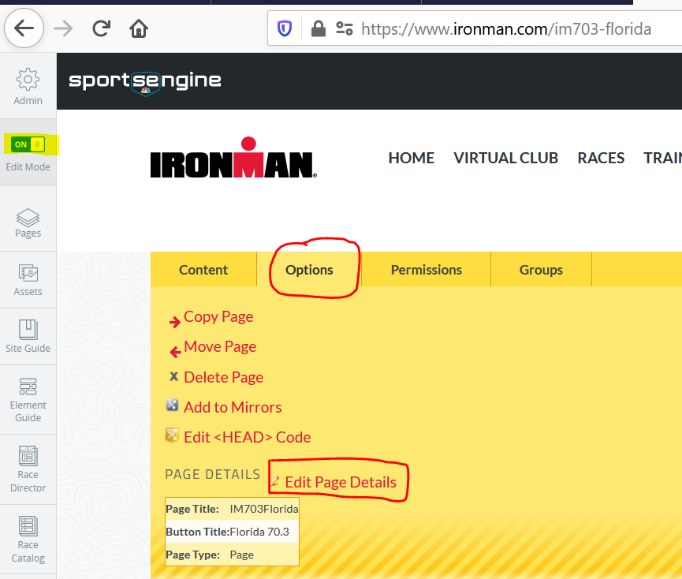 https://www.ironman.com/im703-florida
Admin
sportsengine
ON
Edit Mode
IRONMAN
HOME VIRTUAL CLUB RACES TRAI
Pages
Content Options Permissions Groups
Assets
Copy Page
Site Guide
Move Page
Delete Page
Element
Guide
Add to Mirrors
Edit <HEAD> Code
Race
Director
PAGE DETAILS Edit Page Details
Page Title: IM703Florida
Button Title: Florida 70.3
Page Type: Page
Race
Catalog